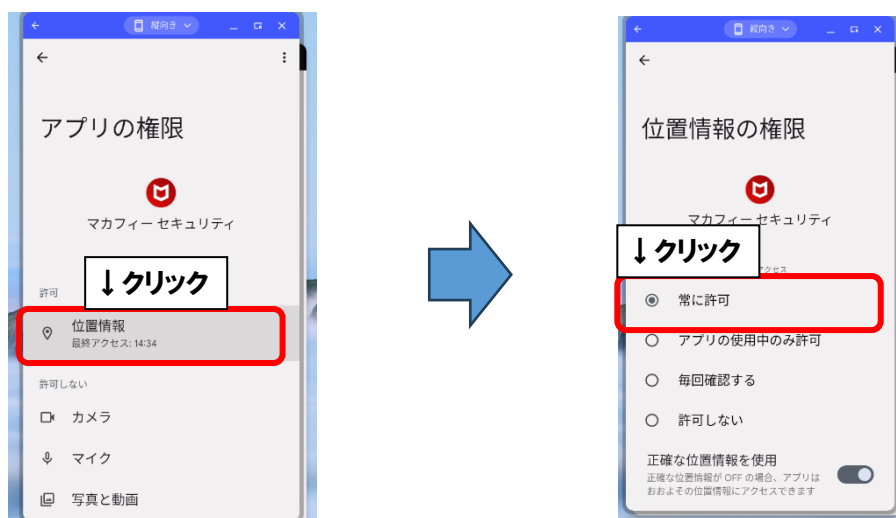 縦向き
アプリの権限
マカフィー セキュリティ
↓クリック
許可
位置情報
最終アクセス: 14:34
許可しない
カメラ
マイク
写真と動画
縦向き
位置情報の権限
マカフィー セキュリティ
↓クリック
アクセス
常に許可
アプリの使用中のみ許可
毎回確認する
許可しない
正確な位置情報を使用
正確な位置情報が OFF の場合、アプリは
おおよその位置情報にアクセスできます